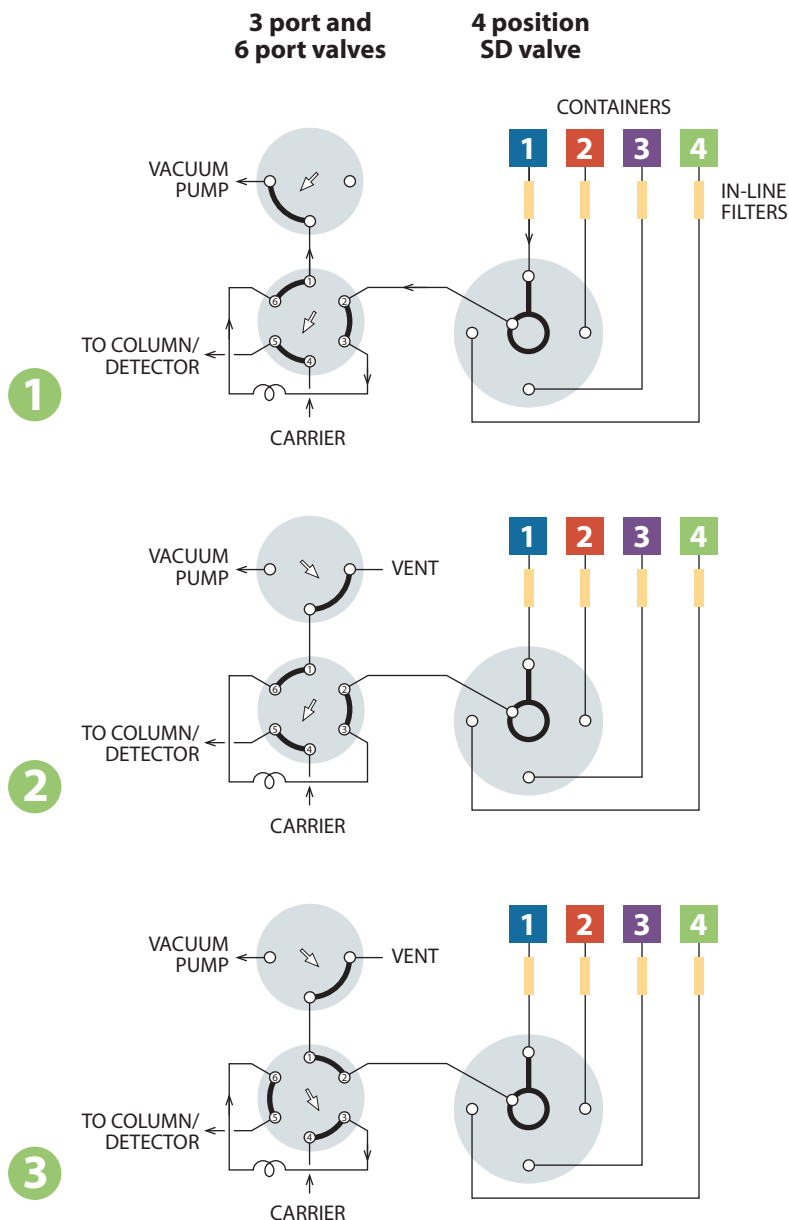 3 port and
6 port valves
4 position
SD valve
CONTAINERS
1 2 3 4
VACUUM
PUMP
IN-LINE
FILTERS
1
6 2
5 3
4
TO COLUMN/
DETECTOR
1
CARRIER
1 2 3 4
VACUUM
PUMP
VENT
1
6 2
5 3
4
TO COLUMN/
DETECTOR
2
CARRIER
1 2 3 4
VACUUM
PUMP
VENT
1
6 2
5 3
4
TO COLUMN/
DETECTOR
3
CARRIER